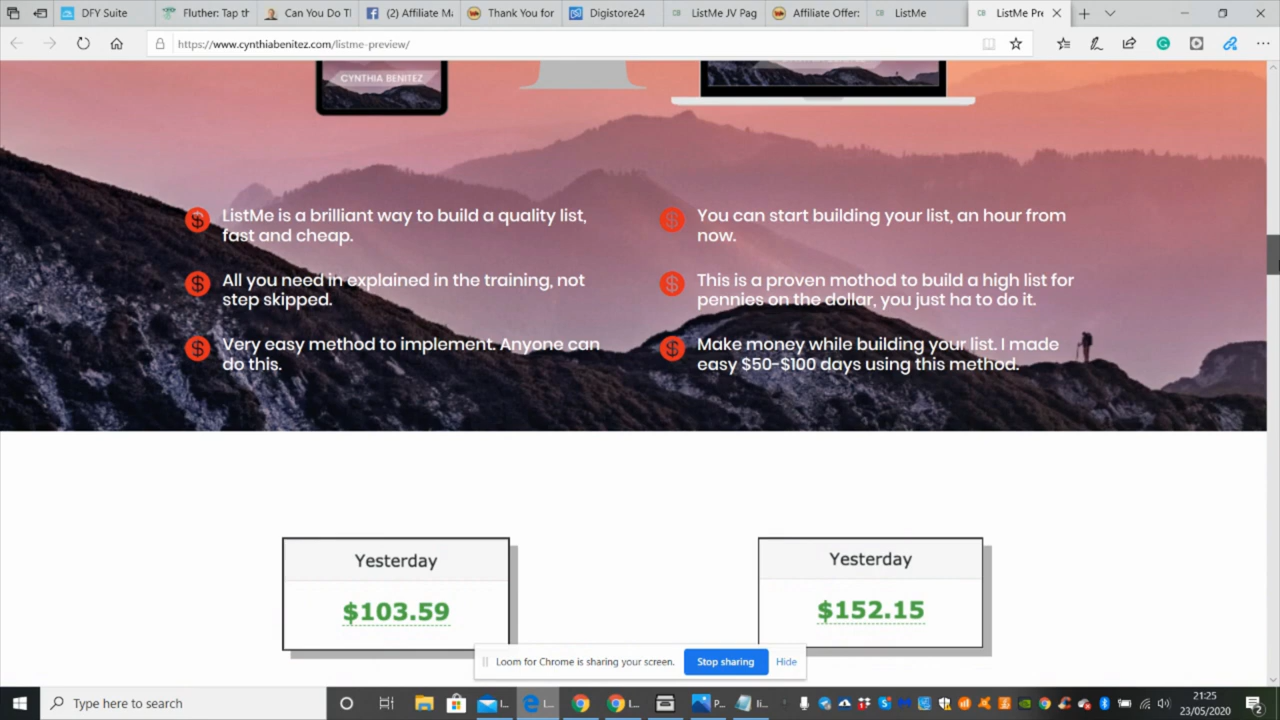 DFY Suite
Fluther: Tap th
Can You Do Tl
(2) Affiliate M
Thank You for
Digistore24
ListMe JV Pag
Affiliate Offer:
ListMe
ListMe Pre
https://www.cynthiabenitez.com/listme-preview/
CYNTHIA BENITEZ
ListMe is a brilliant way to build a quality list,
fast and cheap.
You can start building your list, an hour from
now.
All you need in explained in the training, not
step skipped.
This is a proven mothod to build a high list for
pennies on the dollar, you just ha to do it.
Very easy method to implement. Anyone can
do this.
Make money while building your list. I made
easy $50-$100 days using this method.
Yesterday
$103.59
Yesterday
$152.15
Loom for Chrome is sharing your screen.
Stop sharing
Hide
Type here to search
21:25
23/05/2020
2